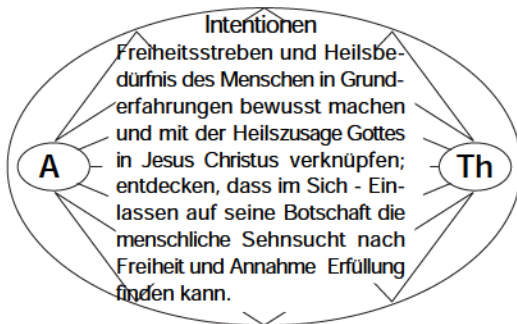 Intentionen
Freiheitsstreben und Heilsbe-
dürfnis des Menschen in Grund-
erfahrungen bewusst machen
und mit der Heilszusage Gottes
in Jesus Christus verknüpfen;
entdecken, dass im Sich - Ein-
lassen auf seine Botschaft die
menschliche Sehnsucht nach
Freiheit und Annahme Erfüllung
finden kann.
A
Th